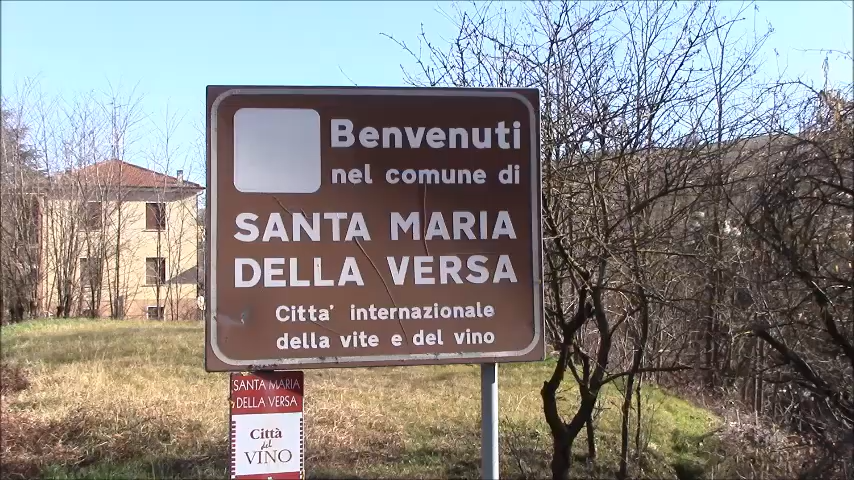 Benvenuti
nel comune di
SANTA MARIA
DELLA VERSA
Citta' internazionale
della vite e del vino
SANTA MARIA
DELLA VERSA
Città
del
VINO